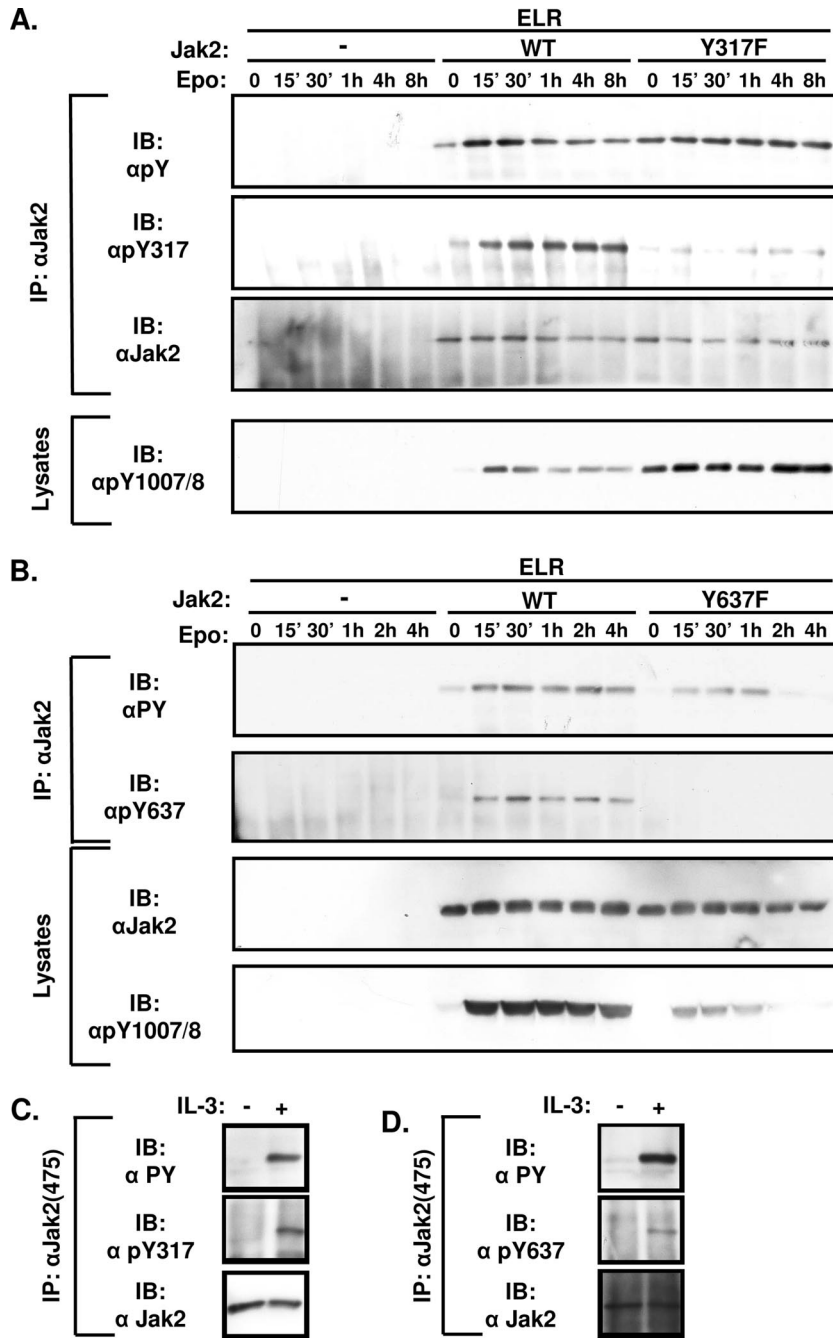 A.
ELR
Jak2: - WT Y317F
Epo: 0 15' 30' 1h 4h 8h 0 15' 30' 1h 4h 8h 0 15' 30' 1h 4h 8h
IP: αJak2
IB:
αpY
IB:
αpY317
IB:
αJak2
Lysates
IB:
αpY1007/8
B.
ELR
Jak2: - WT Y637F
Epo: 0 15' 30' 1h 2h 4h 0 15' 30' 1h 2h 4h 0 15' 30' 1h 2h 4h
IP: αJak2
IB:
αPY
IB:
αpY637
Lysates
IB:
αJak2
IB:
αpY1007/8
C.
IL-3: - +
IP: αJak2(475)
IB:
α PY
IB:
α pY317
IB:
α Jak2
D.
IL-3: - +
IP: αJak2(475)
IB:
α PY
IB:
α pY637
IB:
α Jak2